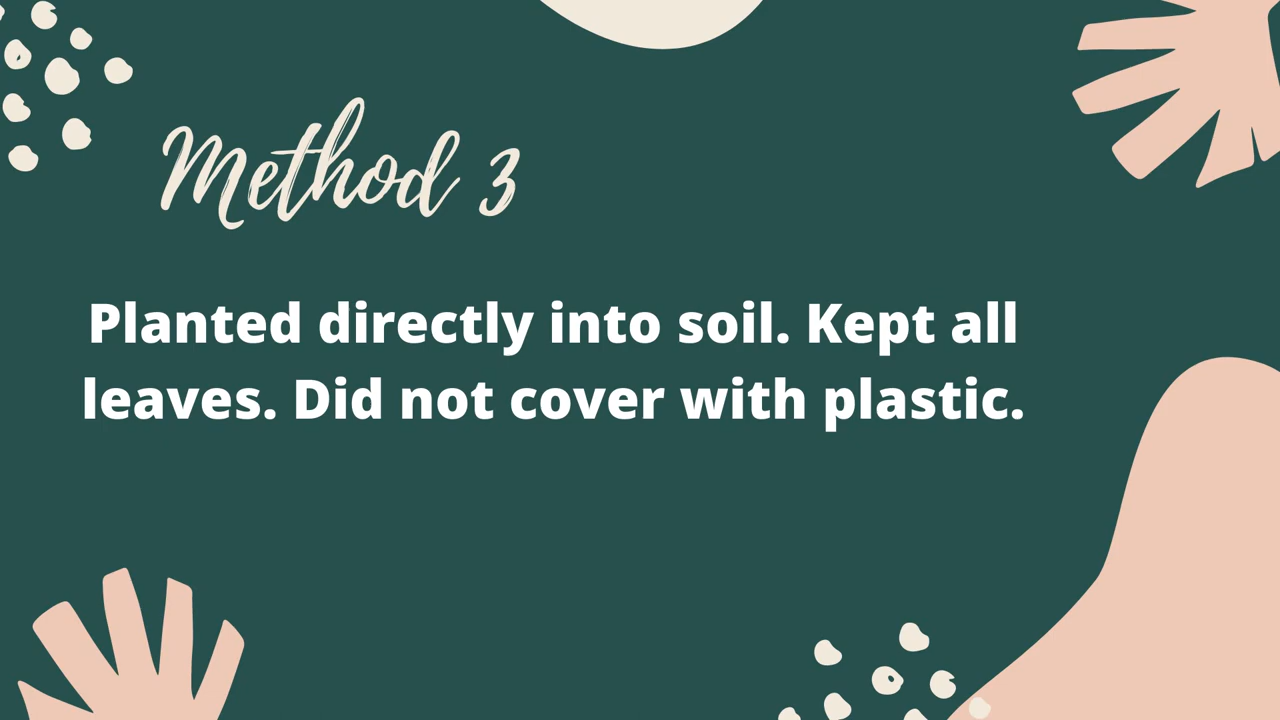 Method 3
Planted directly into soil. Kept all
leaves. Did not cover with plastic.